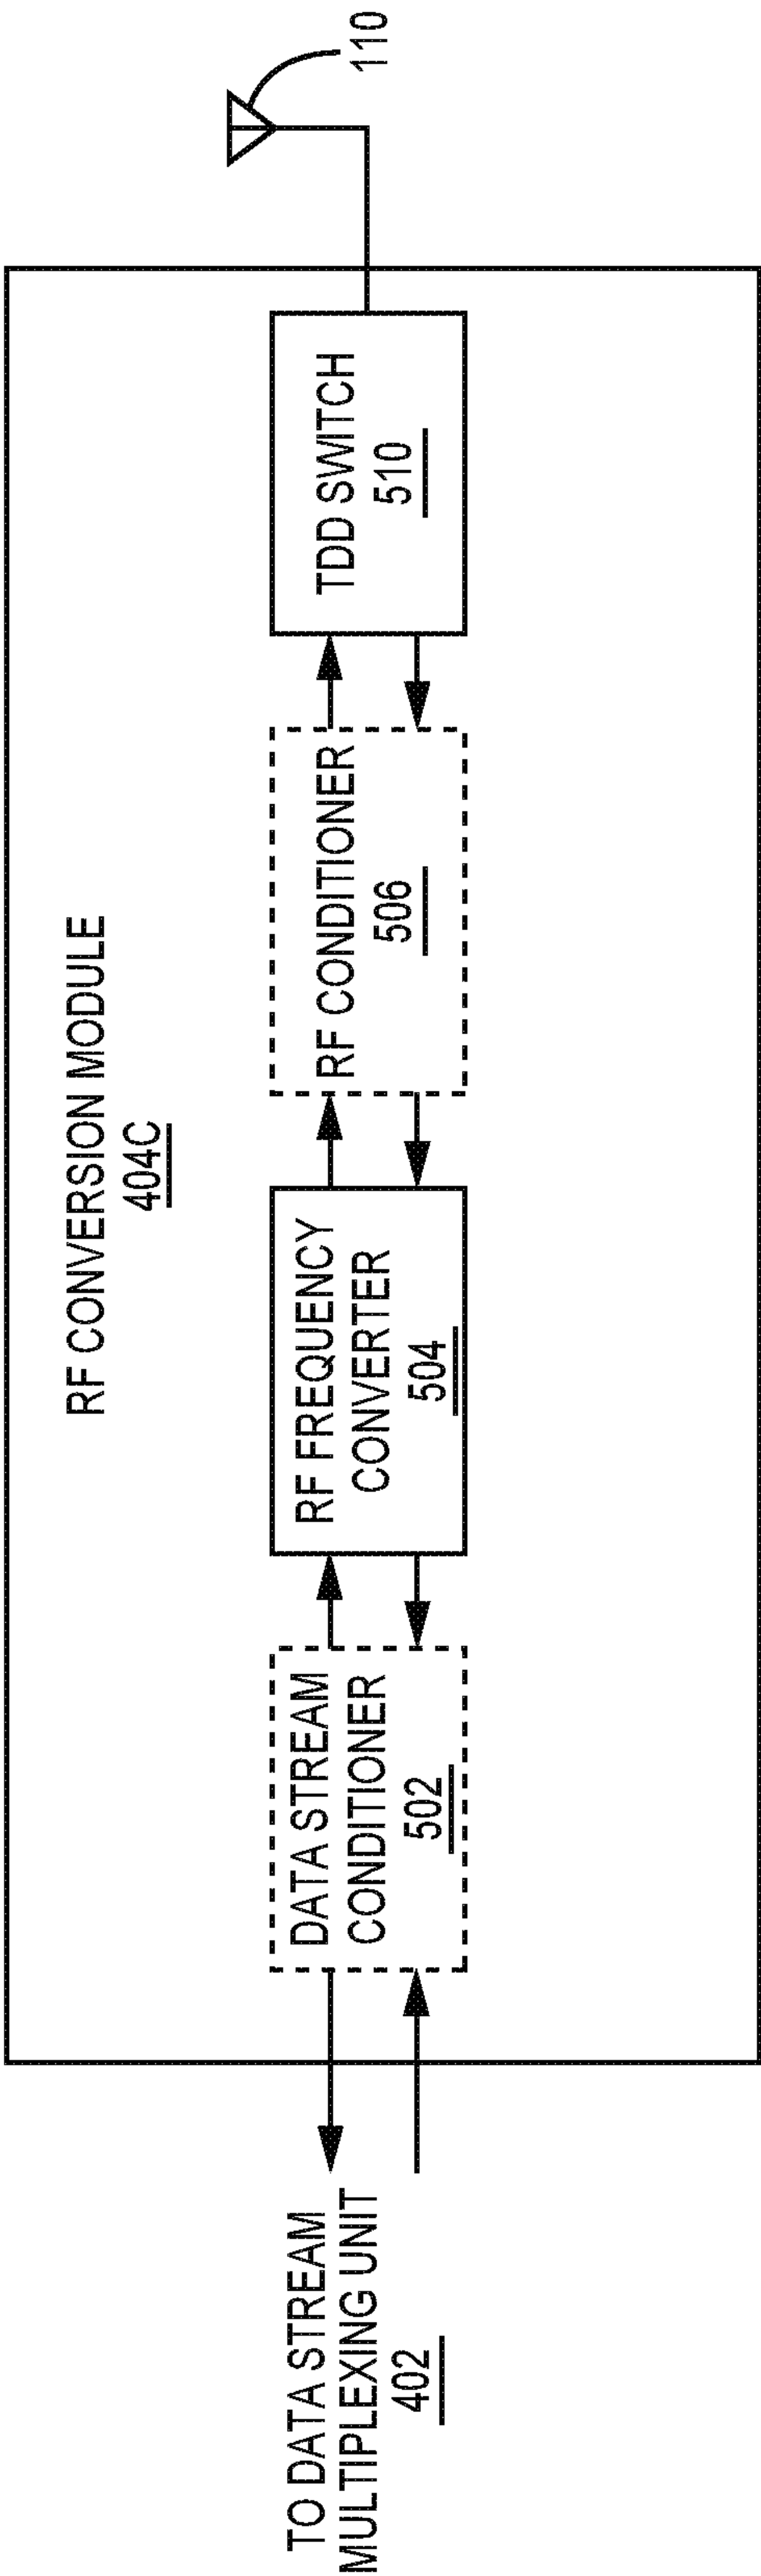 RF CONVERSION MODULE
404C
TO DATA STREAM
MULTIPLEXING UNIT
402
DATA STREAM
CONDITIONER
502
RF FREQUENCY
CONVERTER
504
RF CONDITIONER
506
TDD SWITCH
510
110